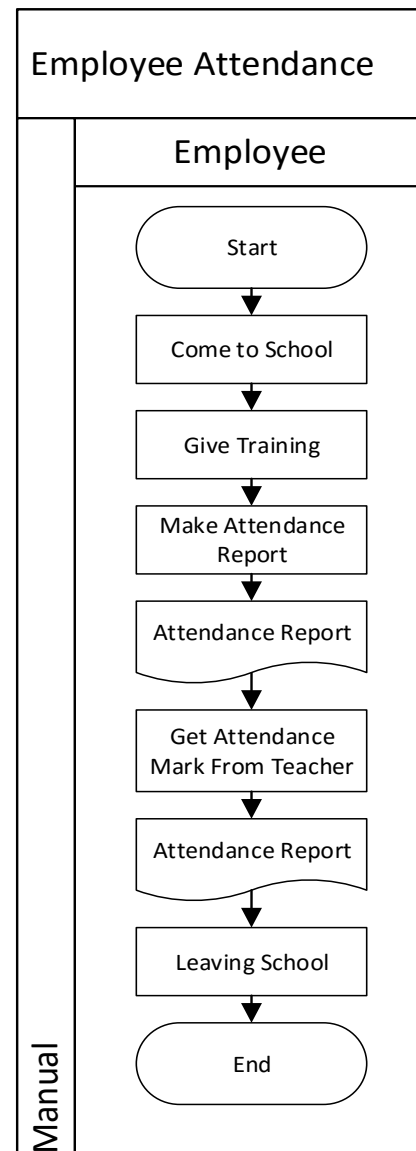 Employee Attendance
Employee
Start
Come to School
Give Training
Make Attendance
Report
Attendance Report
Get Attendance
Mark From Teacher
Attendance Report
Leaving School
End
Manual